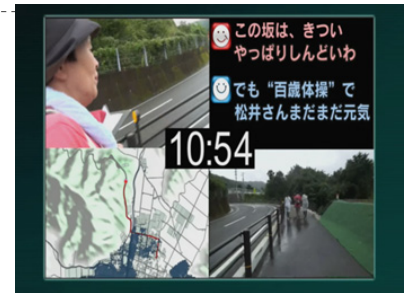 この坂は、きつい
やっぱりしんどいわ
でも“百歳体操”で
松井さんまだまだ元気
10:54